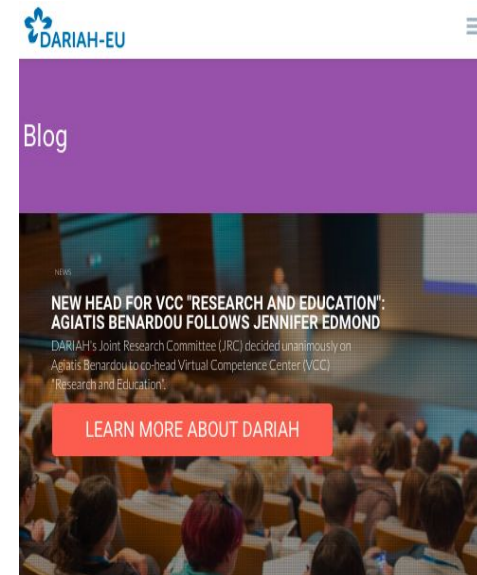 DARIAH-EU
Blog
NEWS
NEW HEAD FOR VCC "RESEARCH AND EDUCATION":
AGIATIS BENARDOU FOLLOWS JENNIFER EDMOND
DARIAH's Joint Research Committee (JRC) decided unanimously on
Agiatis Benardou to co-head Virtual Competence Center (VCC)
"Research and Education".
LEARN MORE ABOUT DARIAH